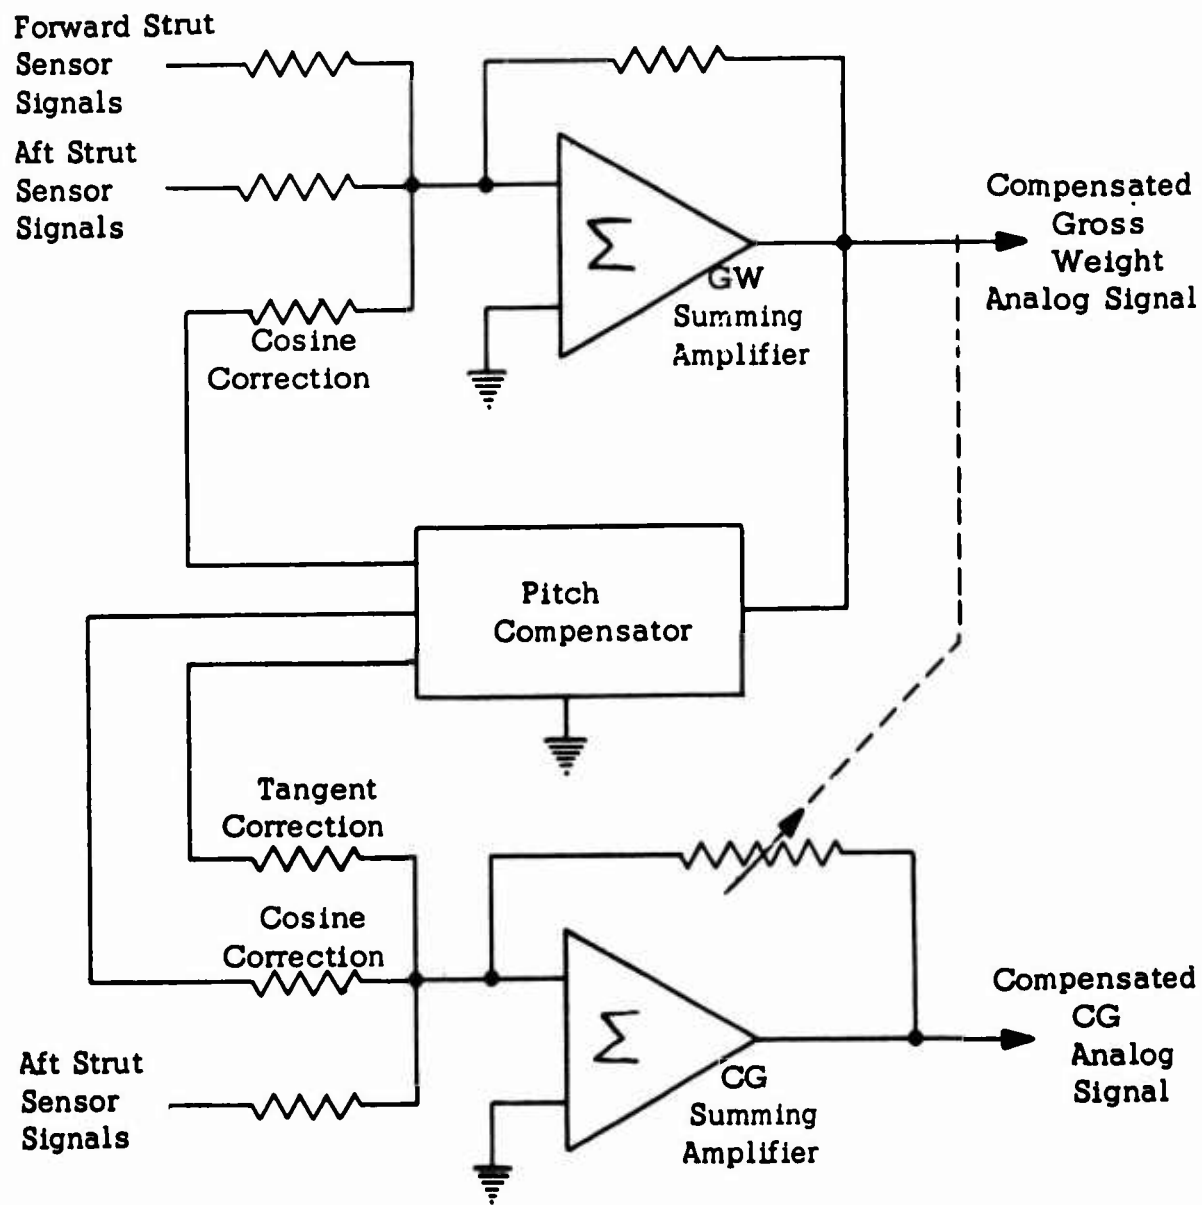 Forward Strut
Sensor
Signals
Aft Strut
Sensor
Signals
Cosine
Correction
Σ
GW
Summing
Amplifier
Compensated
Gross
Weight
Analog Signal
Pitch
Compensator
Tangent
Correction
Cosine
Correction
Aft Strut
Sensor
Signals
Σ
CG
Summing
Amplifier
Compensated
CG
Analog
Signal